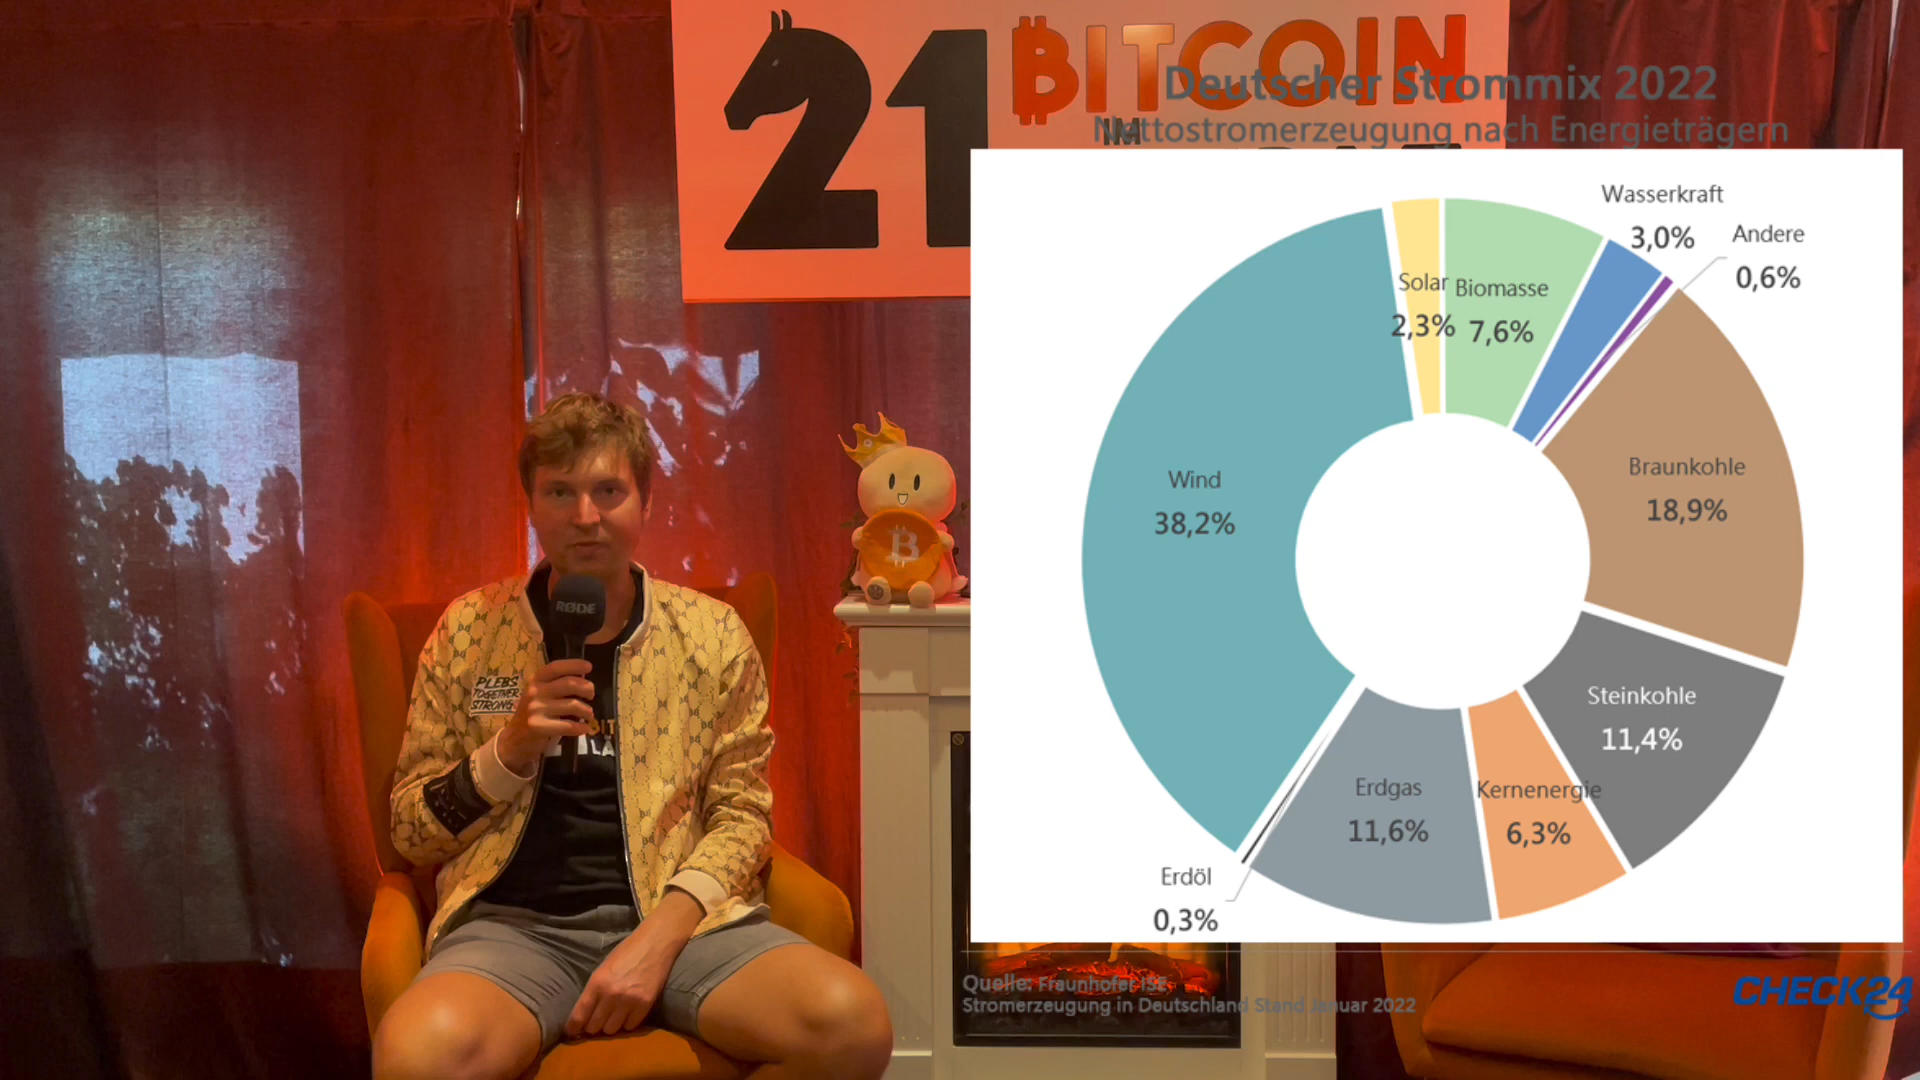 21
BITCOIN
IM
Deutscher Strommix 2022
Nettostromerzeugung nach Energieträgern
Wasserkraft
3,0%
Andere
0,6%
Solar
2,3%
Biomasse
7,6%
Braunkohle
18,9%
Wind
38,2%
Steinkohle
11,4%
Erdgas
11,6%
Kernenergie
6,3%
Erdöl
0,3%
RØDE
PLEBS
TOGETHER
STRONG
BIT
Quelle: Fraunhofer ISE
Stromerzeugung in Deutschland Stand Januar 2022
CHECK24